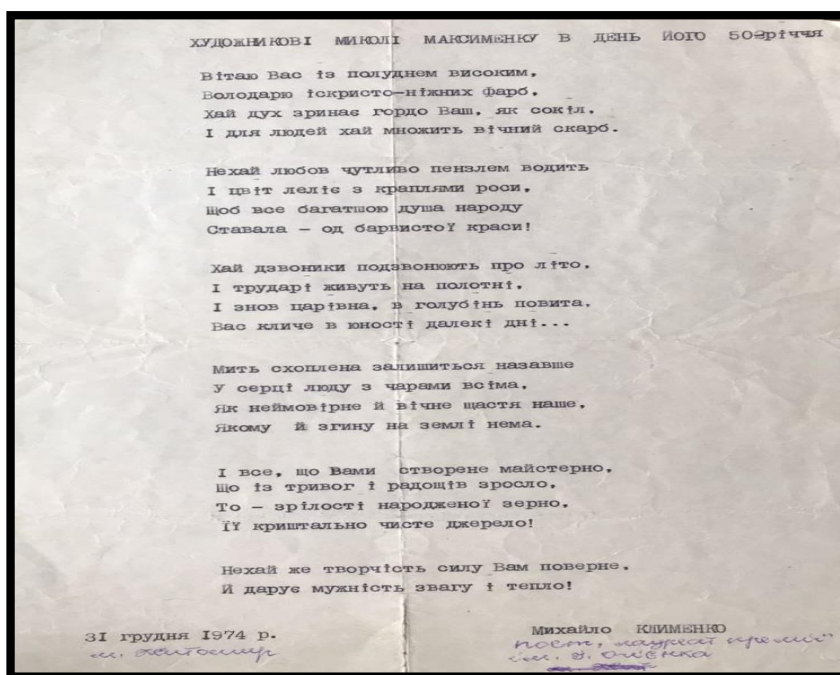 ХУДОЖНИКОВІ МИКОЛІ МАКСИМЕНКУ В ДЕНЬ ЙОГО 50-річчя
Вітаю Вас із полуднем високим,
Володарю іскристо-ніжних фарб.
Хай дух зринає гордо Ваш, як сокіл,
І для людей хай множить вічний скарб.
Нехай любов чутливо пензлем водить
І цвіт леліє з краплями роси,
Щоб все багатшою душа народу
Ставала - од барвистої краси!
Хай дзвоники подзвонюють про літо,
І трударі живуть на полотні,
І знов царівна, в голубінь повита,
Вас кличе в юності далекі дні...
Мить схоплена залишиться назавше
У серці люду з чарами всіма,
Як неймовірне й вічне щастя наше,
Якому й згину на землі нема.
І все, що Вами створене майстерно,
Що із тривог і радощів зросло,
То - зрілості народженої зерно,
Її криштально чисте джерело!
Нехай же творчість силу Вам поверне,
Й дарує мужність звагу і тепло!
31 грудня 1974 р.
м. Житомир
Михайло КЛИМЕНКО
поет, лауреат премії
ім.